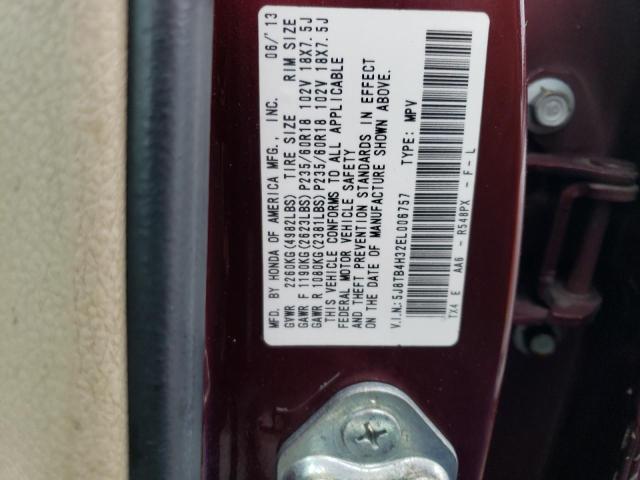 MFD. BY HONDA OF AMERICA MFG., INC. 06/'13
GVWR 2260KG(4982LBS) TIRE SIZE RIM SIZE
GAWR F 1190KG(2623LBS) P235/60R18 102V 18X7.5J
GAWR R 1080KG(2381LBS) P235/60R18 102V 18X7.5J
THIS VEHICLE CONFORMS TO ALL APPLICABLE
FEDERAL MOTOR VEHICLE SAFETY
AND THEFT PREVENTION STANDARDS IN EFFECT
ON THE DATE OF MANUFACTURE SHOWN ABOVE.
V.I.N.:5J8TB4H32EL006757 TYPE: MPV
TX4 E AA6 - R548PX - F - L